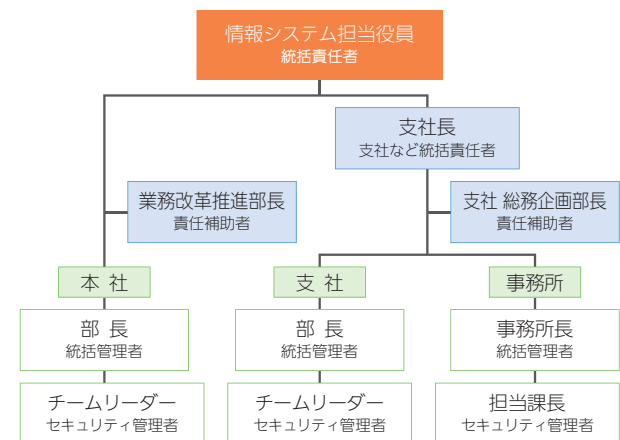 情報システム担当役員
統括責任者
支社長
支社など統括責任者
業務改革推進部長
責任補助者
支社 総務企画部長
責任補助者
本 社
支 社
事務所
部 長
統括管理者
部 長
統括管理者
事務所長
統括管理者
チームリーダー
セキュリティ管理者
チームリーダー
セキュリティ管理者
担当課長
セキュリティ管理者